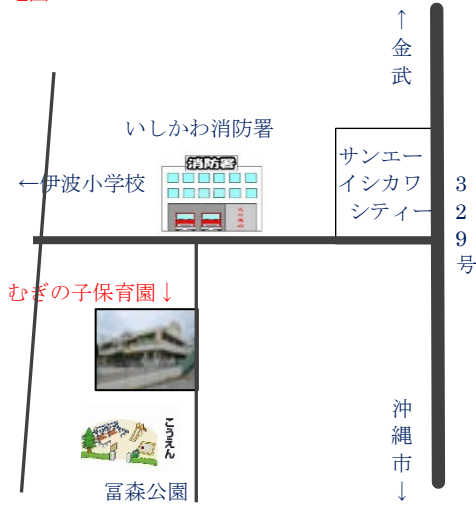 ↑金武
いしかわ消防署
消防署
サンエー
イシカワ
シティー
←伊波小学校
329号
むぎの子保育園↓
こうえん
冨森公園
沖縄市↓